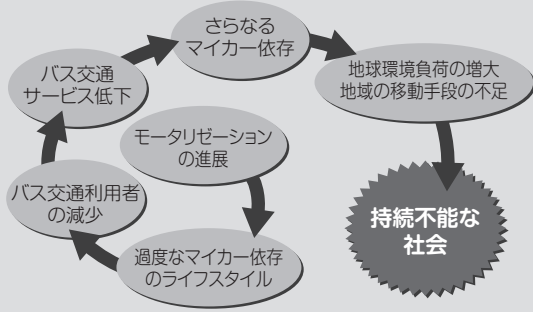 さらなる
マイカー依存
バス交通
サービス低下
地球環境負荷の増大
地域の移動手段の不足
モータリゼーション
の進展
バス交通利用者
の減少
持続不能な
社会
過度なマイカー依存
のライフスタイル